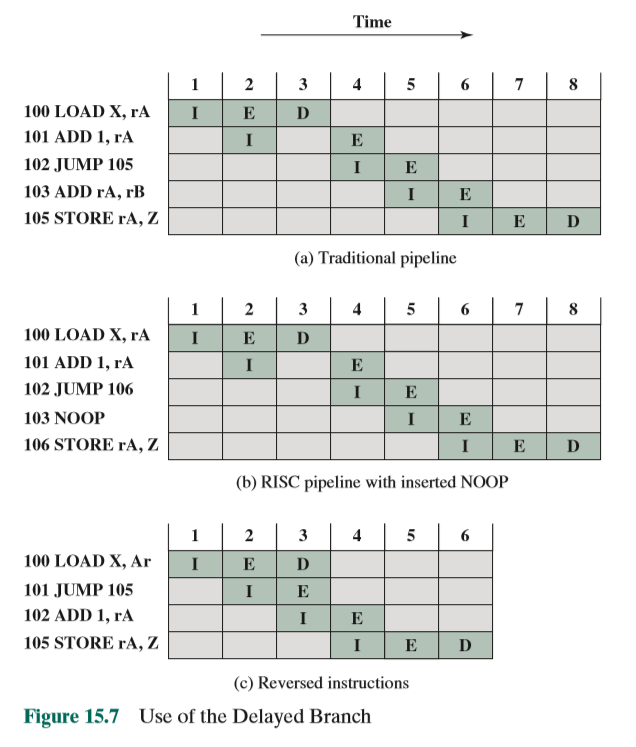 Time
1 2 3 4 5 6 7 8
100 LOAD X, rA I E D
101 ADD 1, rA I E
102 JUMP 105 I E
103 ADD rA, rB I E
105 STORE rA, Z I E D
(a) Traditional pipeline
1 2 3 4 5 6 7 8
100 LOAD X, rA I E D
101 ADD 1, rA I E
102 JUMP 106 I E
103 NOOP I E
106 STORE rA, Z I E D
(b) RISC pipeline with inserted NOOP
1 2 3 4 5 6
100 LOAD X, Ar I E D
101 JUMP 105 I E
102 ADD 1, rA I E
105 STORE rA, Z I E D
(c) Reversed instructions
Figure 15.7 Use of the Delayed Branch